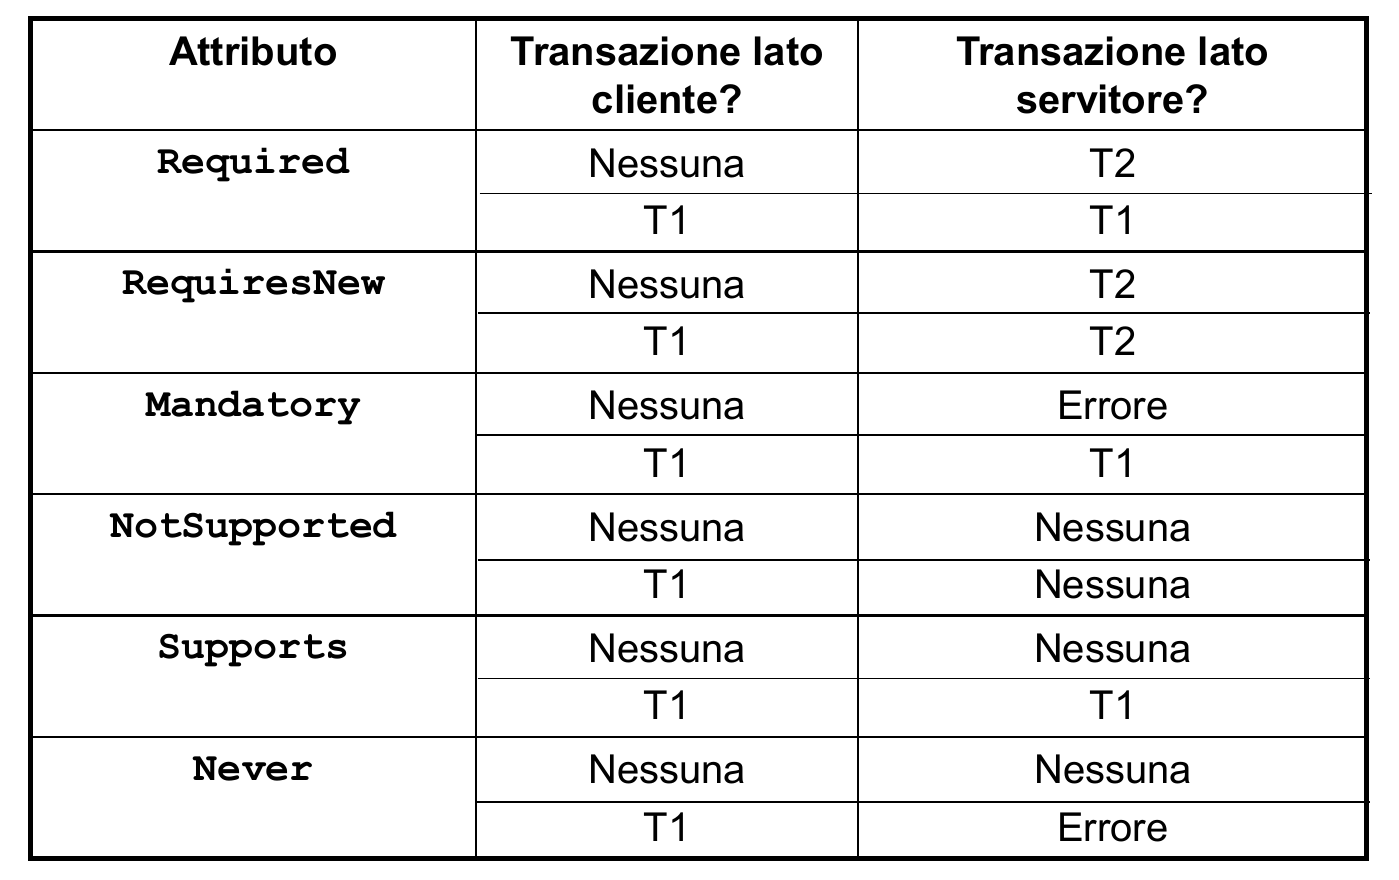 Attributo
Transazione lato
cliente?
Transazione lato
servitore?
Required
Nessuna
T2
T1
T1
RequiresNew
Nessuna
T2
T1
T2
Mandatory
Nessuna
Errore
T1
T1
NotSupported
Nessuna
Nessuna
T1
Nessuna
Supports
Nessuna
Nessuna
T1
T1
Never
Nessuna
Nessuna
T1
Errore